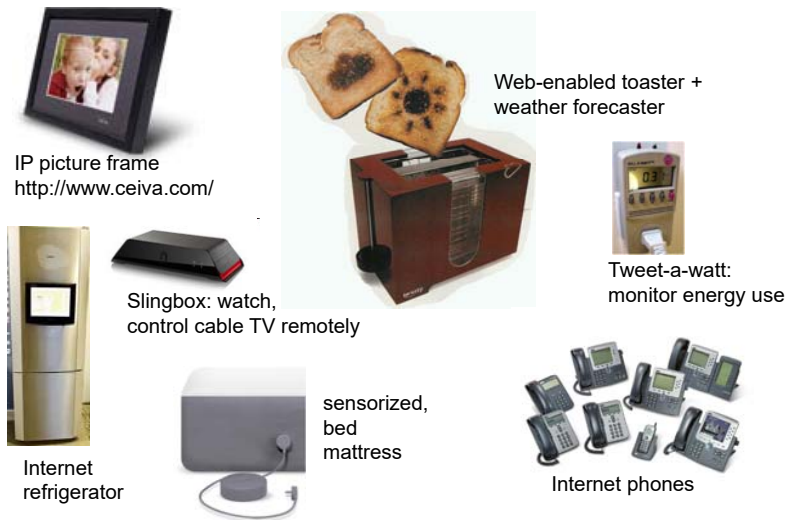 Web-enabled toaster +
weather forecaster
IP picture frame
http://www.ceiva.com/
Tweet-a-watt:
monitor energy use
Slingbox: watch,
control cable TV remotely
sensorized,
bed
mattress
Internet
refrigerator
Internet phones